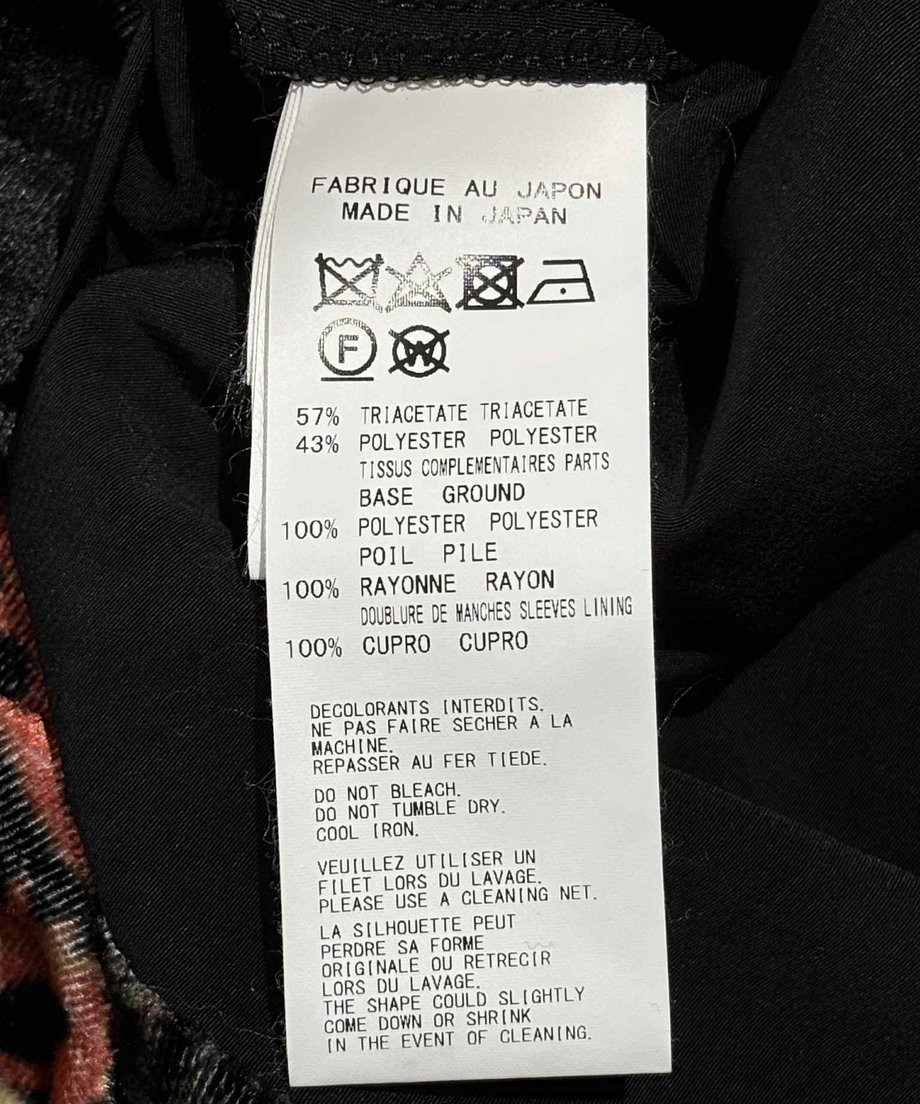 FABRIQUE AU JAPON
MADE IN JAPAN
F W
57% TRIACETATE TRIACETATE
43% POLYESTER POLYESTER
TISSUS COMPLEMENTAIRES PARTS
BASE GROUND
100% POLYESTER POLYESTER
POIL PILE
100% RAYONNE RAYON
DOUBLURE DE MANCHES SLEEVES LINING
100% CUPRO CUPRO
DECOLORANTS INTERDITS.
NE PAS FAIRE SECHER A LA
MACHINE.
REPASSER AU FER TIEDE.
DO NOT BLEACH.
DO NOT TUMBLE DRY.
COOL IRON.
VEUILLEZ UTILISER UN
FILET LORS DU LAVAGE.
PLEASE USE A CLEANING NET.
LA SILHOUETTE PEUT
PERDRE SA FORME
ORIGINALE OU RETRECIR
LORS DU LAVAGE.
THE SHAPE COULD SLIGHTLY
COME DOWN OR SHRINK
IN THE EVENT OF CLEANING.